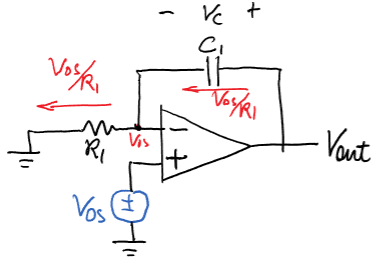 - Vc +
C1
Vos/R1
Vos/R1
R1
Vos
-
+
Vout
Vos
±